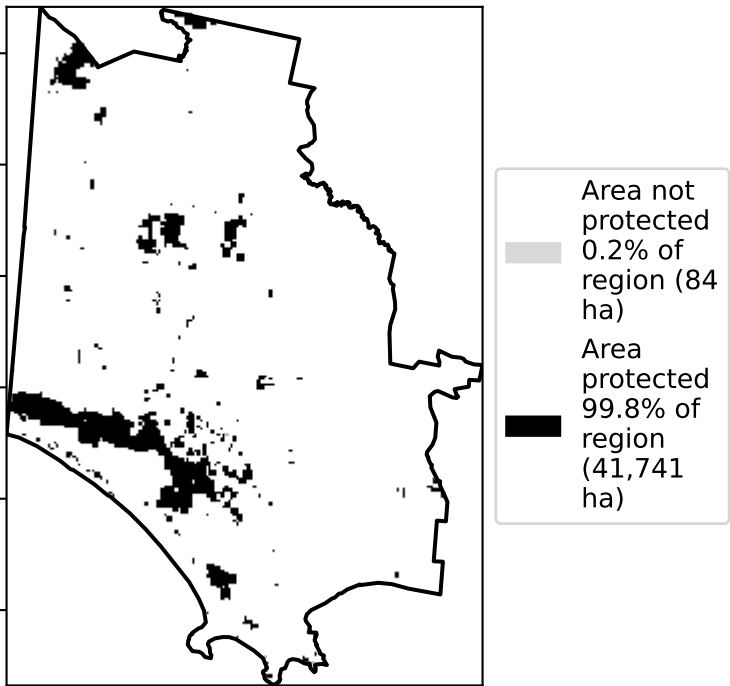 Area not
protected
0.2% of
region (84
ha)
Area
protected
99.8% of
region
(41,741
ha)